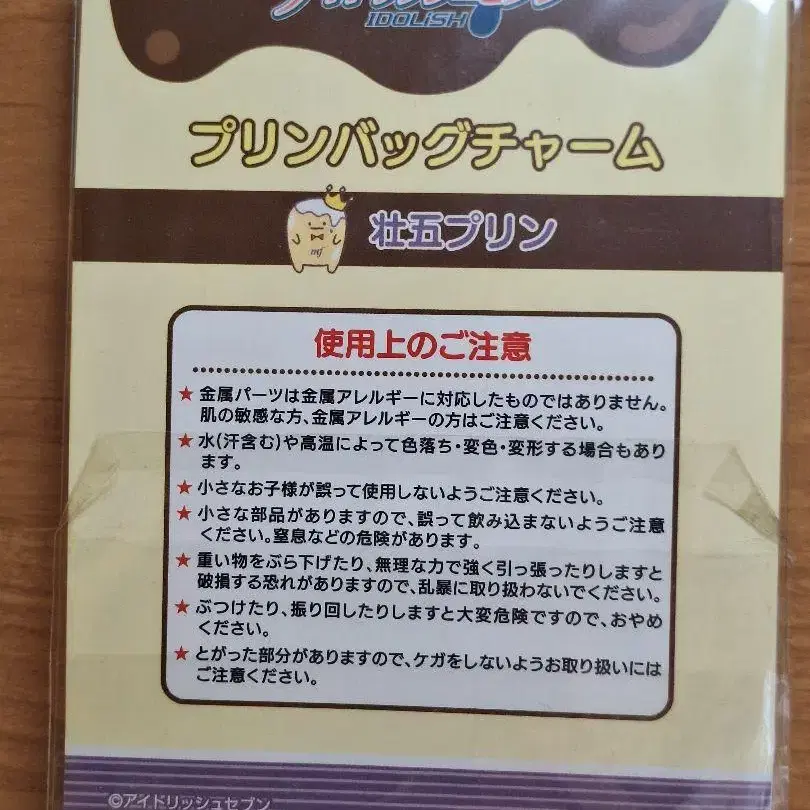 IDOLiSH
プリンバッグチャーム
壮五プリン
使用上のご注意
★金属パーツは金属アレルギーに対応したものではありません。
肌の敏感な方、金属アレルギーの方はご注意ください。
★水(汗含む)や高温によって色落ち・変色・変形する場合もあり
ます。
★小さなお子様が誤って使用しないようご注意ください。
★小さな部品がありますので、誤って飲み込まないようご注意
ください。窒息などの危険があります。
★重い物をぶら下げたり、無理な力で強く引っ張ったりしますと
破損する恐れがありますので、乱暴に取り扱わないでください。
★ぶつけたり、振り回したりしますと大変危険ですので、おやめ
ください。
★とがった部分がありますので、ケガをしないようお取り扱いには
ご注意ください。
©アイドリッシュセブン